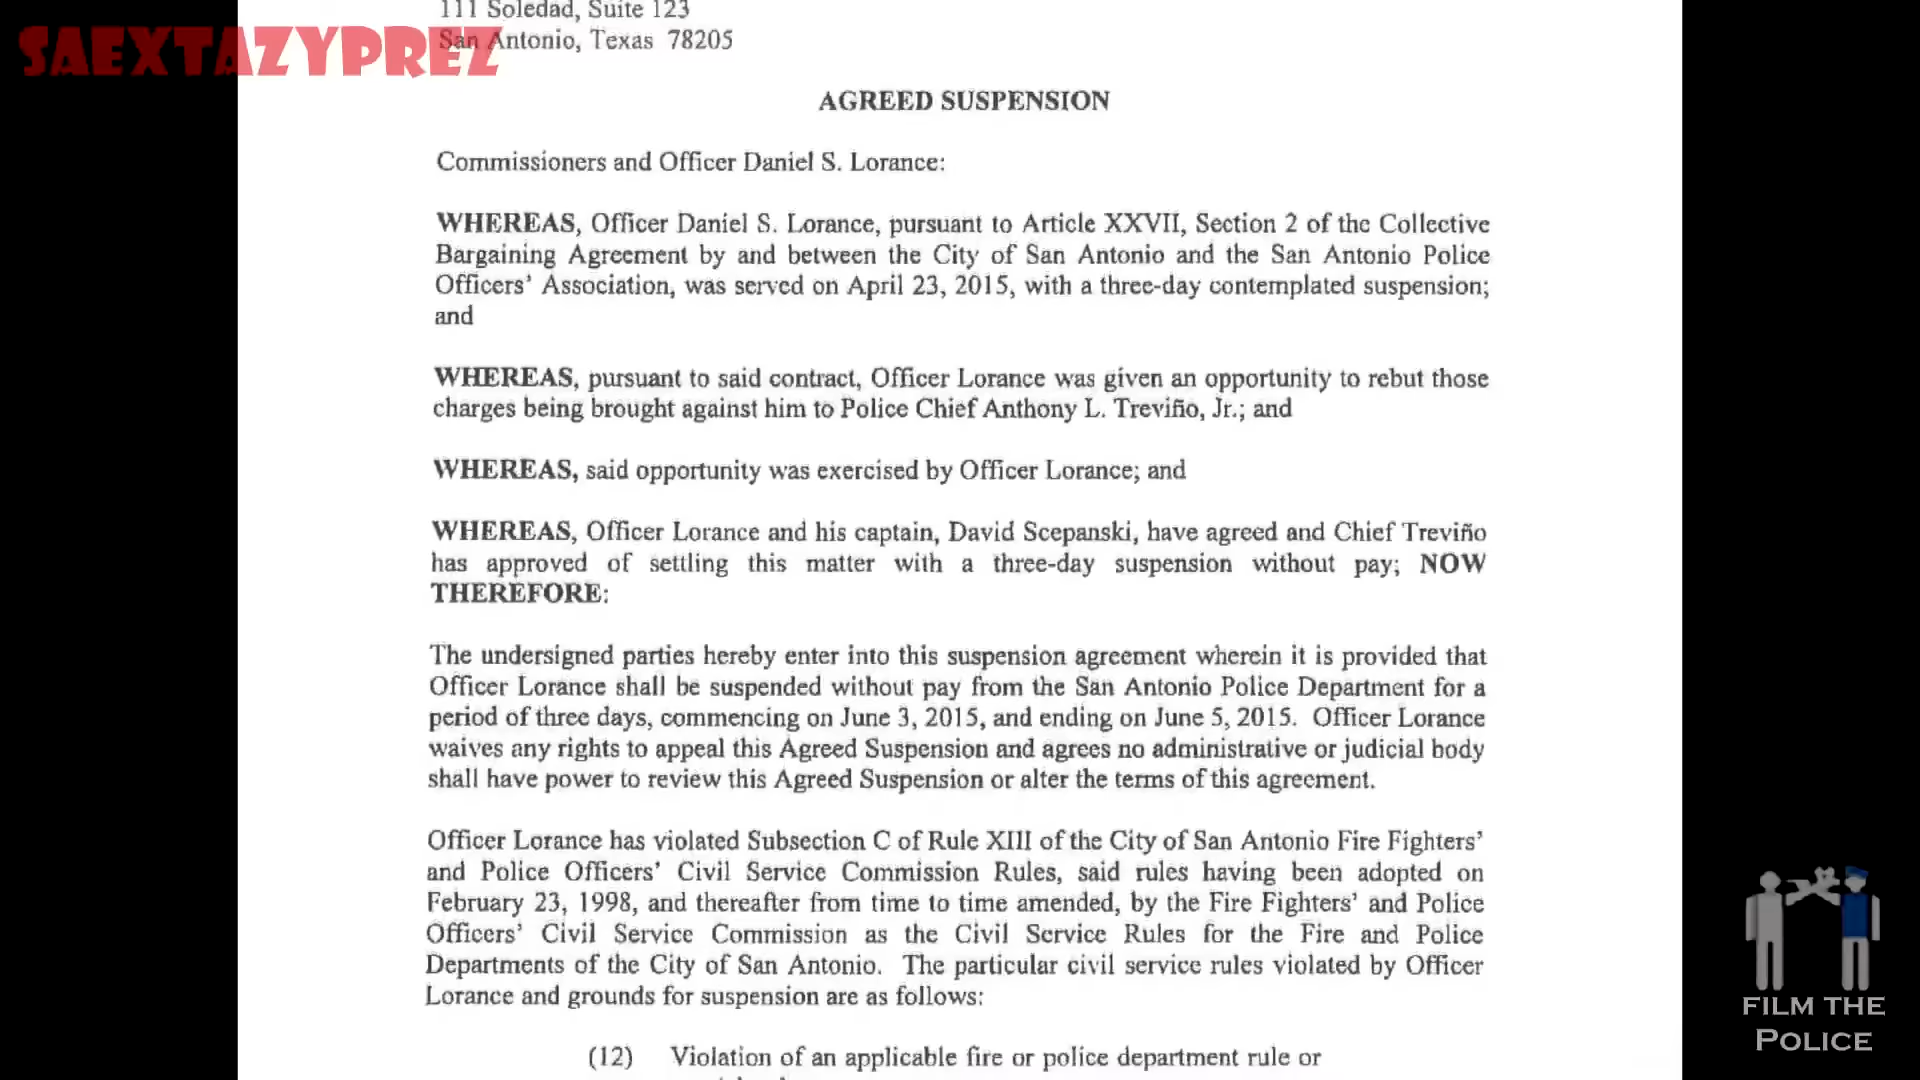 111 Soledad, Suite 123
San Antonio, Texas 78205
SAEXTAZYPREZ
AGREED SUSPENSION
Commissioners and Officer Daniel S. Lorance:
WHEREAS, Officer Daniel S. Lorance, pursuant to Article XXVII, Section 2 of the Collective
Bargaining Agreement by and between the City of San Antonio and the San Antonio Police
Officers' Association, was served on April 23, 2015, with a three-day contemplated suspension;
and
WHEREAS, pursuant to said contract, Officer Lorance was given an opportunity to rebut those
charges being brought against him to Police Chief Anthony L. Treviño, Jr.; and
WHEREAS, said opportunity was exercised by Officer Lorance; and
WHEREAS, Officer Lorance and his captain, David Scepanski, have agreed and Chief Treviño
has approved of settling this matter with a three-day suspension without pay; NOW
THEREFORE:
The undersigned parties hereby enter into this suspension agreement wherein it is provided that
Officer Lorance shall be suspended without pay from the San Antonio Police Department for a
period of three days, commencing on June 3, 2015, and ending on June 5, 2015. Officer Lorance
waives any rights to appeal this Agreed Suspension and agrees no administrative or judicial body
shall have power to review this Agreed Suspension or alter the terms of this agreement.
Officer Lorance has violated Subsection C of Rule XIII of the City of San Antonio Fire Fighters'
and Police Officers' Civil Service Commission Rules, said rules having been adopted on
February 23, 1998, and thereafter from time to time amended, by the Fire Fighters' and Police
Officers' Civil Service Commission as the Civil Service Rules for the Fire and Police
Departments of the City of San Antonio. The particular civil service rules violated by Officer
Lorance and grounds for suspension are as follows:
(12) Violation of an applicable fire or police department rule or
FILM THE
POLICE